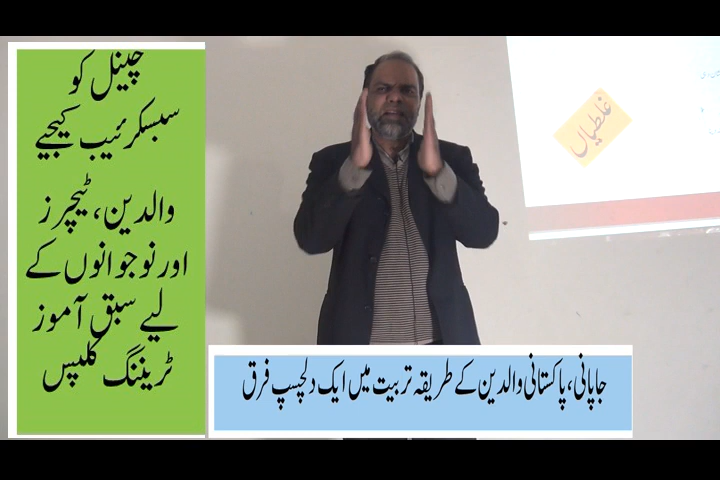 چینل کو
سبسکرائیب کیجیے
والدین، ٹیچرز
اور نوجوانوں کے
لیے سبق آموز
ٹریننگ کلپس
غلطیاں
جاپانی، پاکستانی والدین کے طریقہ تربیت میں ایک دلچسپ فرق